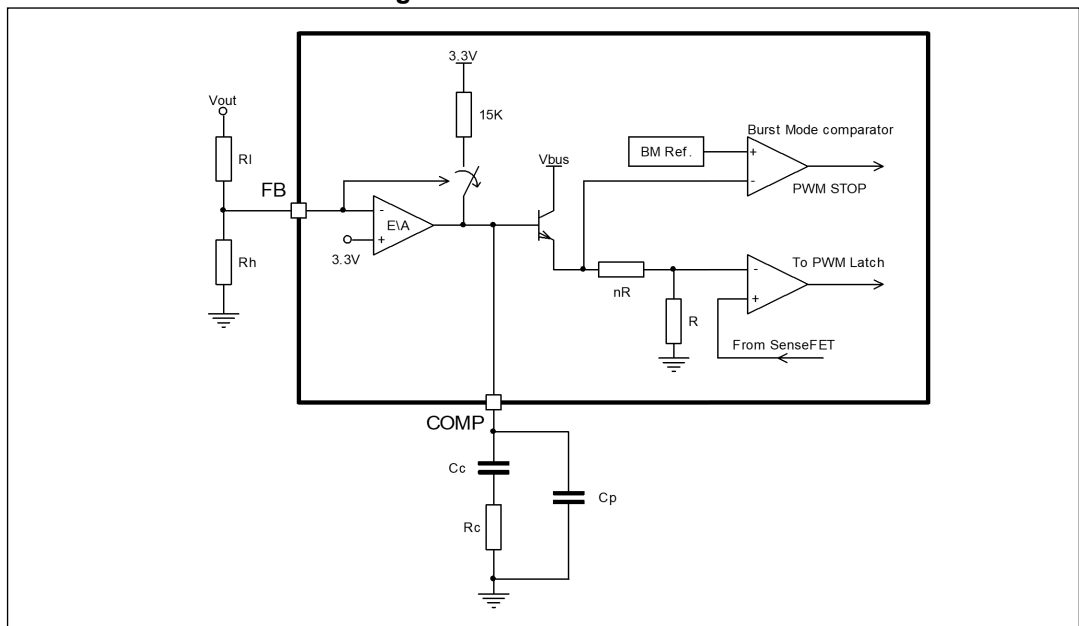 3.3V
Vout
15K
Rl
Burst Mode comparator
BM Ref.
+
-
Vbus
PWM STOP
FB
-
E\A
+
3.3V
Rh
To PWM Latch
-
+
nR
R
From SenseFET
COMP
Cc
Cp
Rc